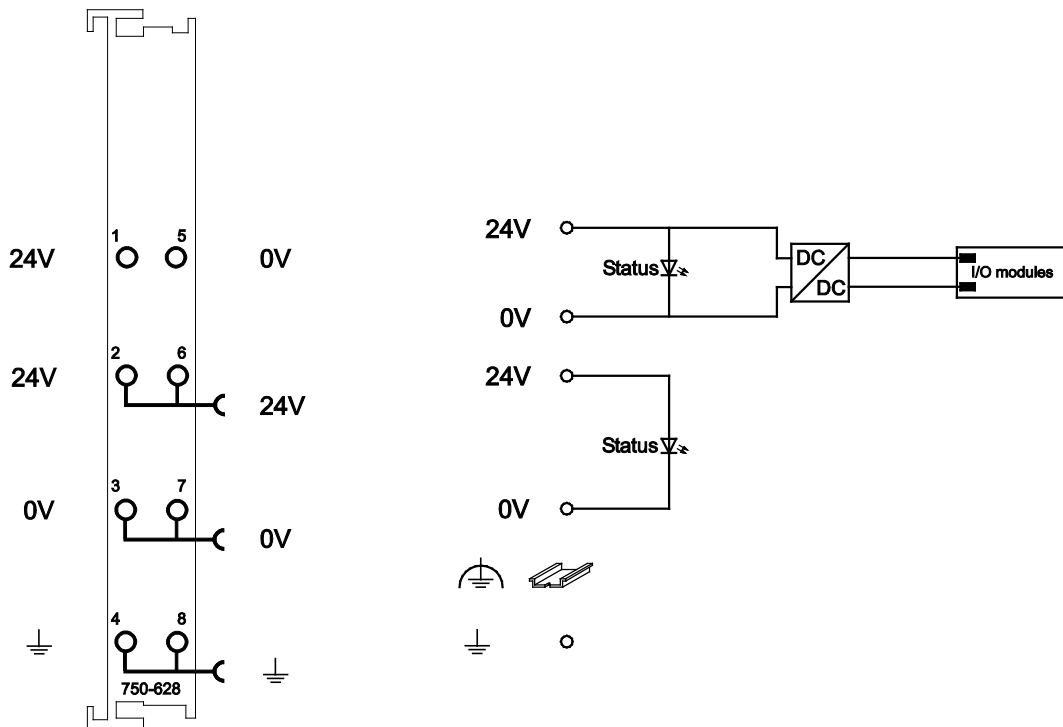 1 5
24V 0V
2 6
24V 24V
3 7
0V 0V
4 8
750-628
24V
Status
DC
DC
I/O modules
0V
24V
Status
0V